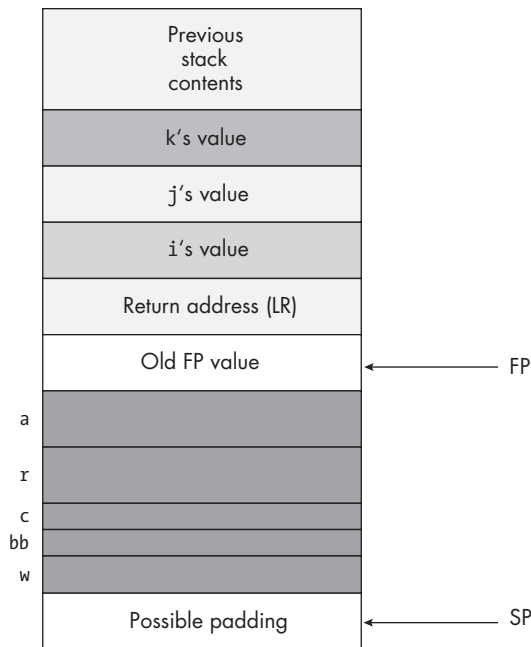 Previous
stack
contents
k‘s value
j‘s value
i‘s value
Return address (LR)
Old FP value
FP
a
r
c
bb
w
Possible padding
SP